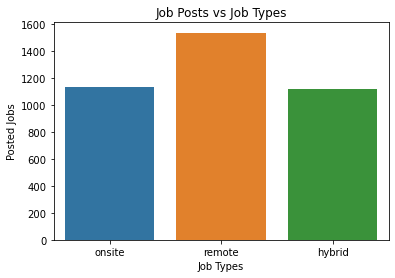 Job Posts vs Job Types
1600
1400
1200
1000
800
600
400
200
0
Posted Jobs
onsite remote hybrid
Job Types